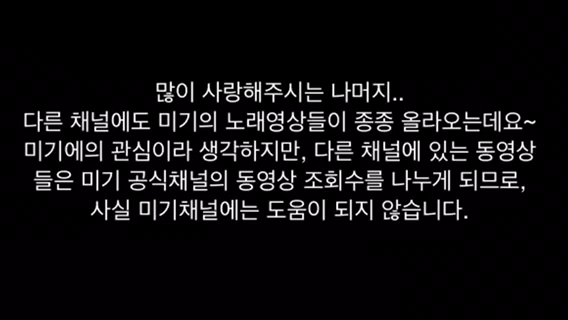 많이 사랑해주시는 나머지..
다른 채널에도 미기의 노래영상들이 종종 올라오는데요~
미기에의 관심이라 생각하지만, 다른 채널에 있는 동영상
들은 미기 공식채널의 동영상 조회수를 나누게 되므로,
사실 미기채널에는 도움이 되지 않습니다.